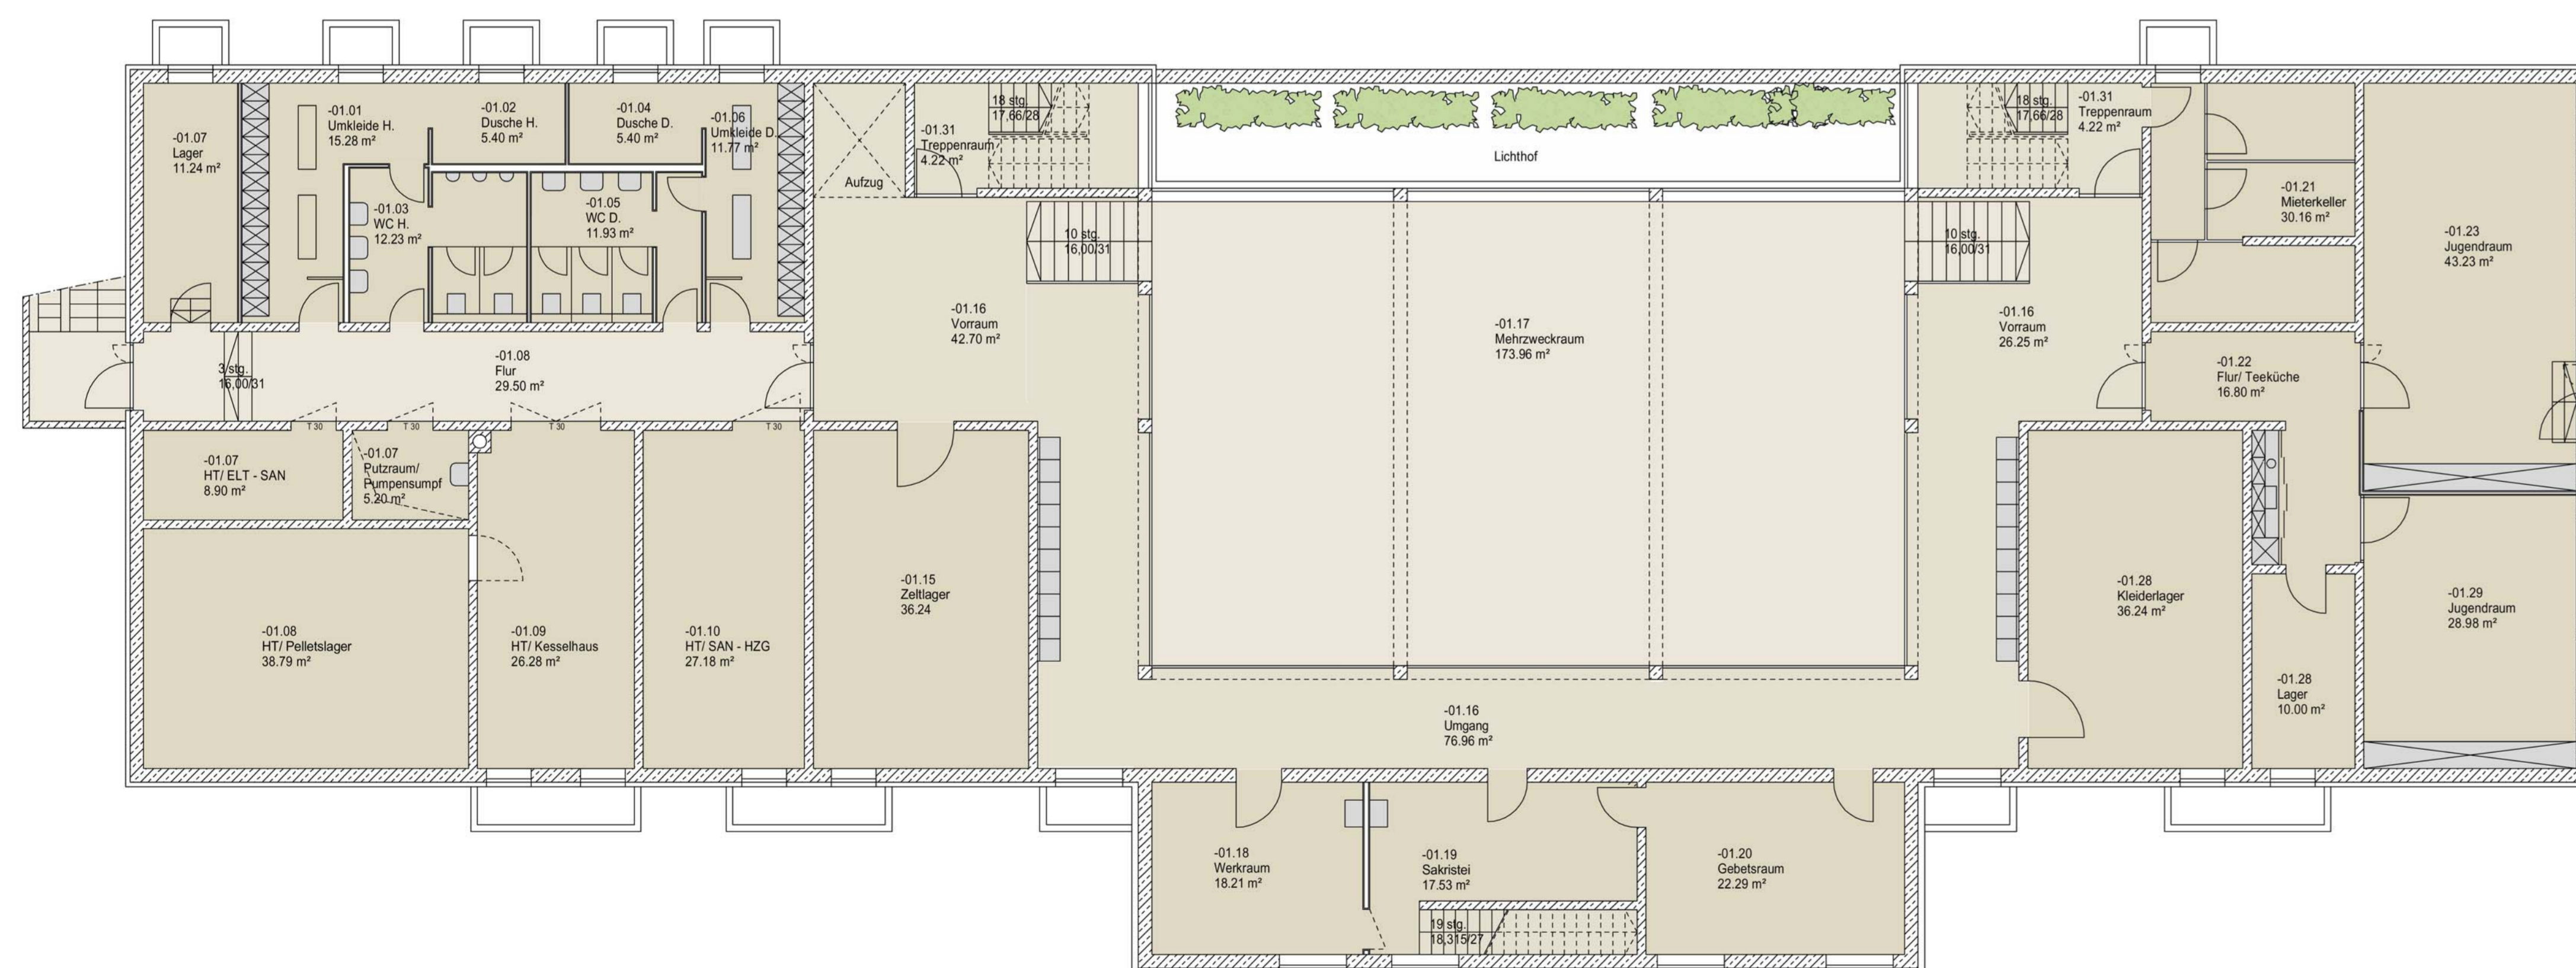 -01.07
Lager
11.24 m²
-01.01
Umkleide H.
15.28 m²
-01.02
Dusche H.
5.40 m²
-01.04
Dusche D.
5.40 m²
-01.06
Umkleide D.
11.77 m²
-01.03
WC H.
12.23 m²
-01.05
WC D.
11.93 m²
Aufzug
-01.31
Treppenraum
4.22 m²
18 stg.
17,66/28
Lichthof
18 stg.
17,66/28
-01.31
Treppenraum
4.22 m²
-01.21
Mieterkeller
30.16 m²
-01.23
Jugendraum
43.23 m²
10 stg.
16,00/31
10 stg.
16,00/31
-01.16
Vorraum
42.70 m²
-01.17
Mehrzweckraum
173.96 m²
-01.16
Vorraum
26.25 m²
-01.22
Flur/ Teeküche
16.80 m²
3 stg.
16,00/31
-01.08
Flur
29.50 m²
T 30
T 30
T 30
T 30
-01.07
HT/ ELT - SAN
8.90 m²
-01.07
Putzraum/
Pumpensumpf
5.20 m²
-01.08
HT/ Pelletslager
38.79 m²
-01.09
HT/ Kesselhaus
26.28 m²
-01.10
HT/ SAN - HZG
27.18 m²
-01.15
Zeltlager
36.24
-01.28
Kleiderlager
36.24 m²
-01.28
Lager
10.00 m²
-01.29
Jugendraum
28.98 m²
-01.16
Umgang
76.96 m²
-01.18
Werkraum
18.21 m²
-01.19
Sakristei
17.53 m²
19 stg.
18,315/27
-01.20
Gebetsraum
22.29 m²